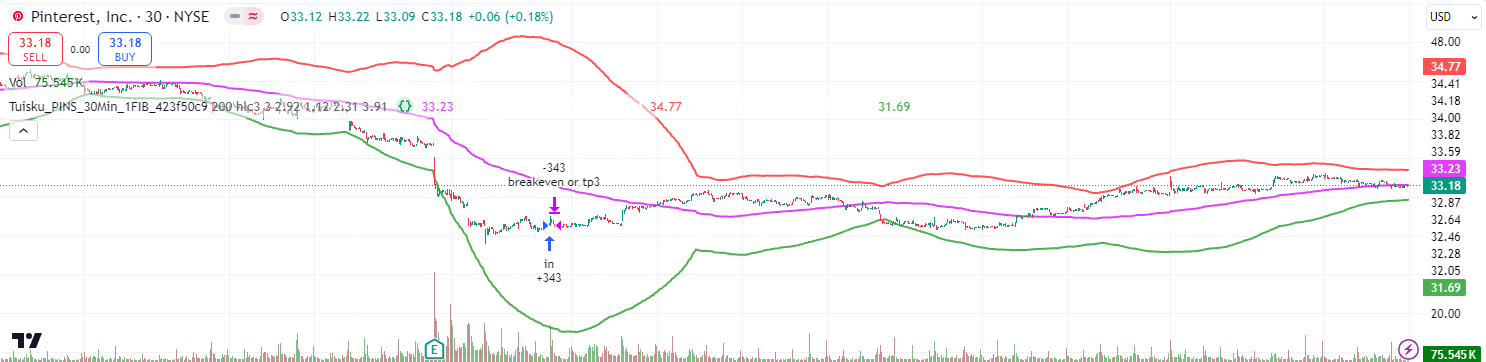 Pinterest, Inc. · 30 · NYSE
O33.12 H33.22 L33.09 C33.18 +0.06 (+0.18%)
USD
33.18
SELL
0.00
33.18
BUY
Vol 75.545K
Tuisku_PINS_30Min_1FIB_423f50c9 200 hlc3 3 2.92 1.12 2.31 3.91
33.23
34.77
31.69
-343
breakeven or tp3
in
+343
E
48.00
34.77
34.41
34.18
34.00
33.82
33.59
33.23
33.18
32.87
32.64
32.46
32.28
32.05
31.69
20.00
75.545K